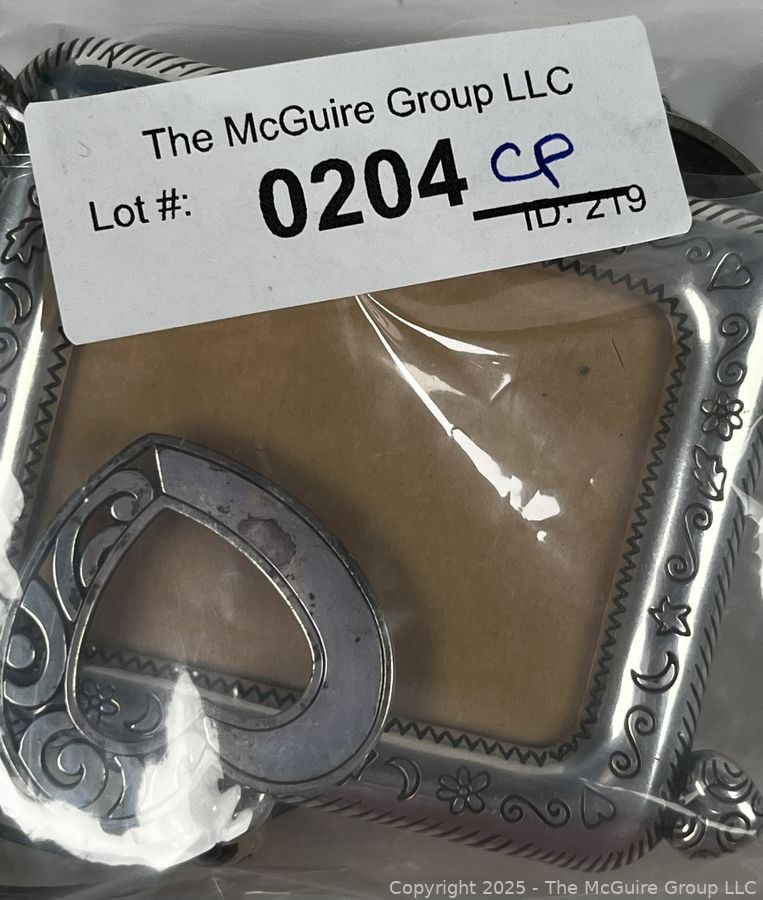 The McGuire Group LLC
Lot #: 0204 CP
ID: 219
Copyright 2025 - The McGuire Group LLC